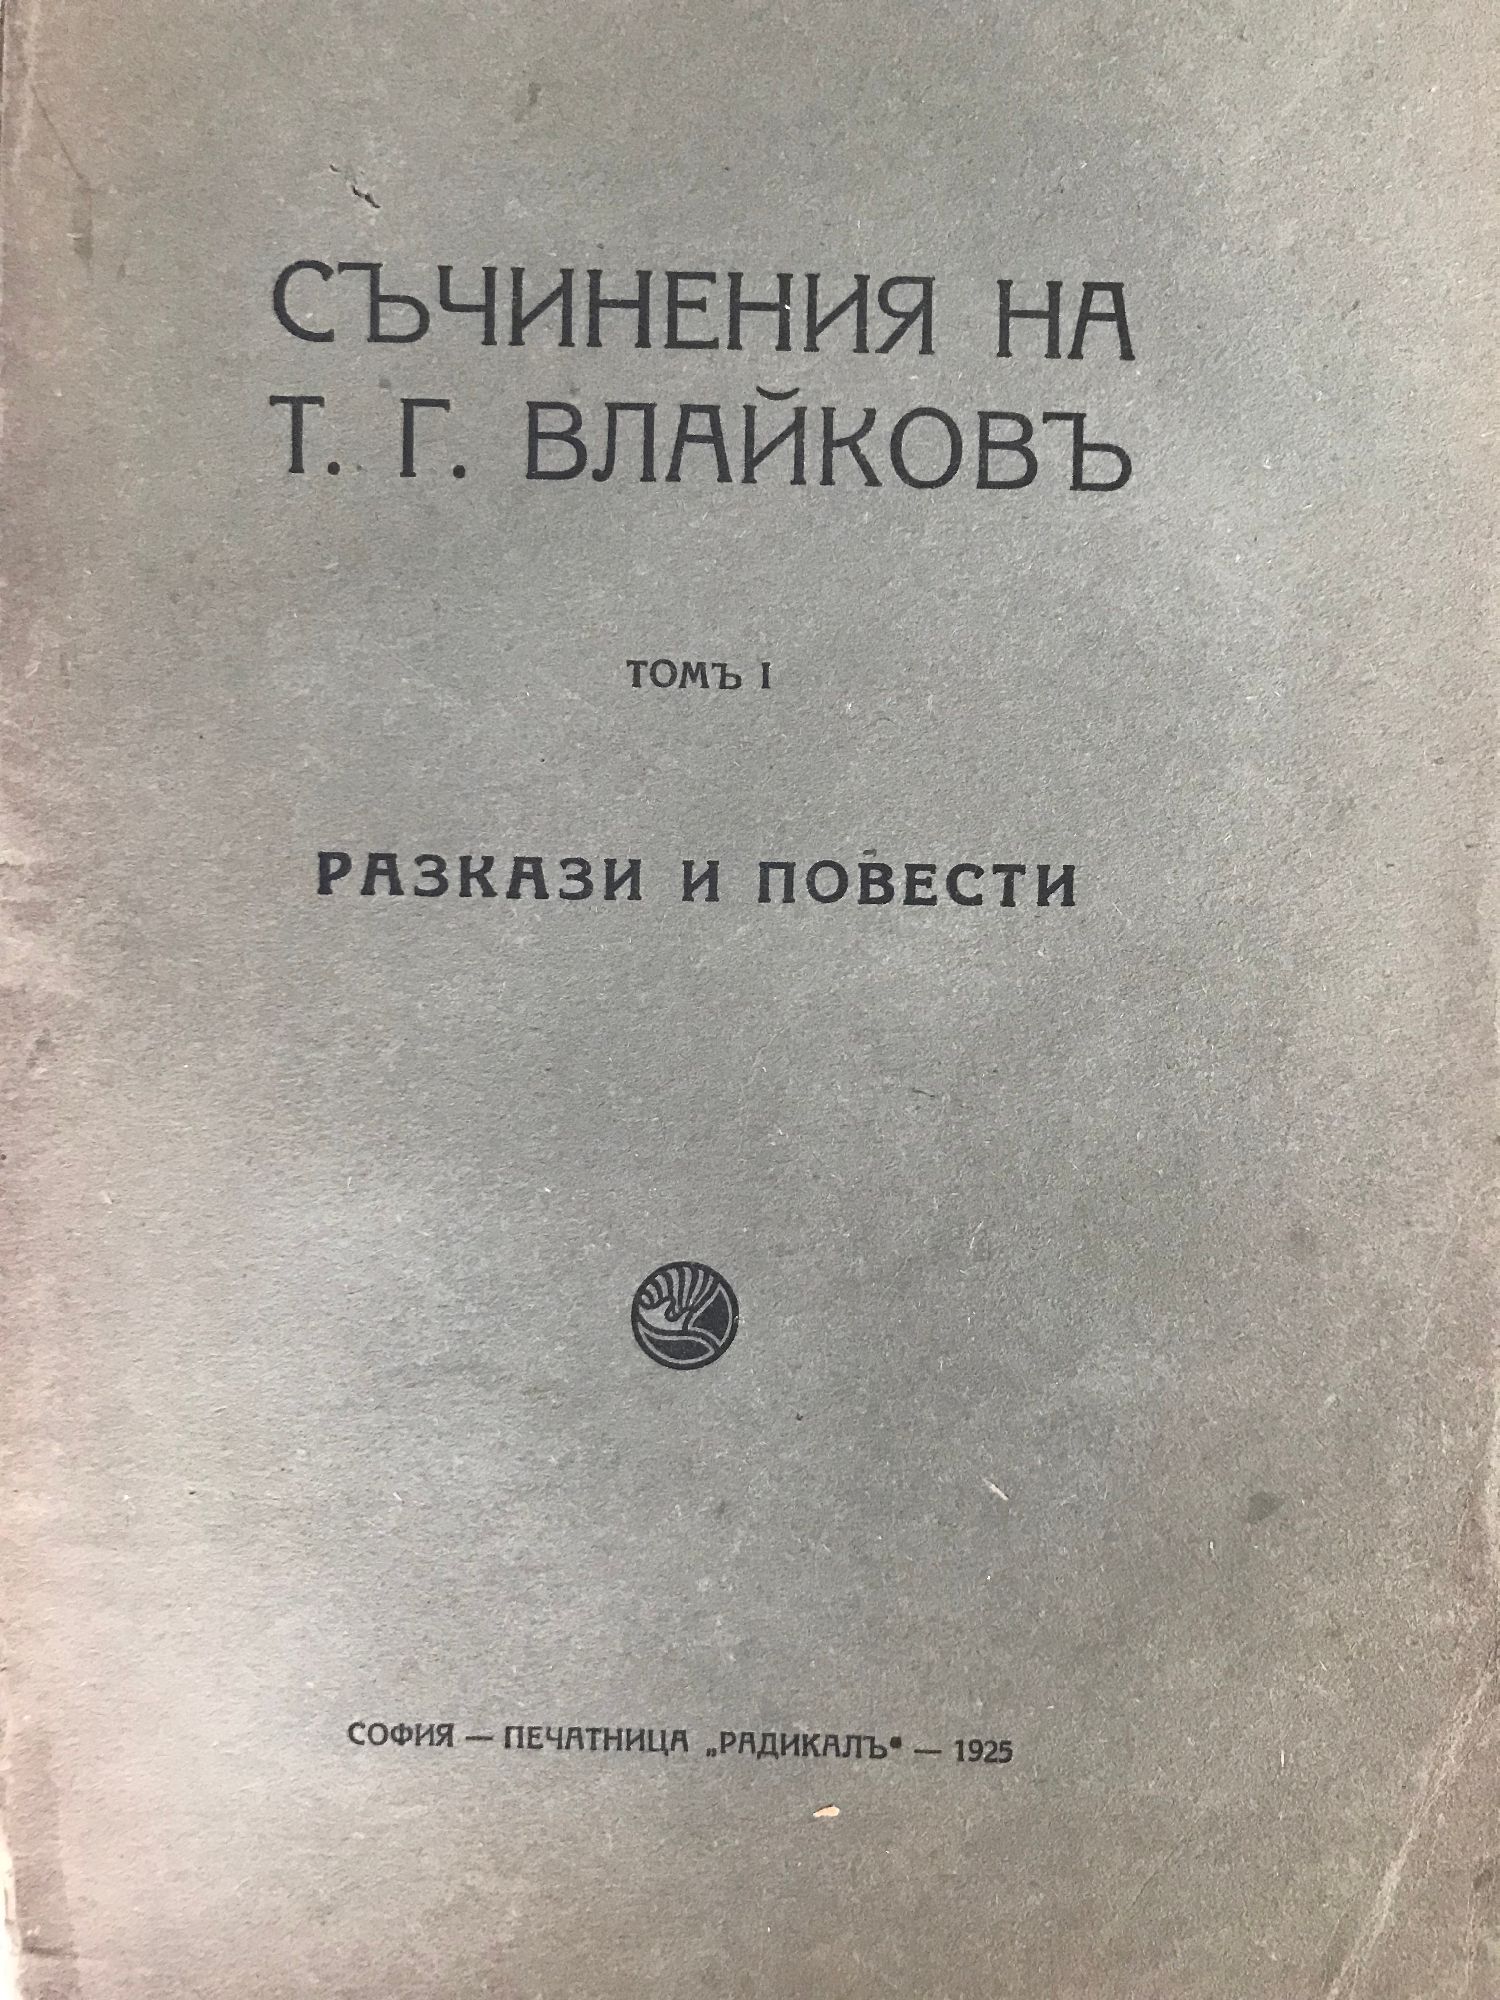 СЪЧИНЕНИЯ НА
Т. Г. ВЛАЙКОВЪ
ТОМЪ I
РАЗКАЗИ И ПОВЕСТИ
СОФИЯ — ПЕЧАТНИЦА „РАДИКАЛЪ“ — 1925